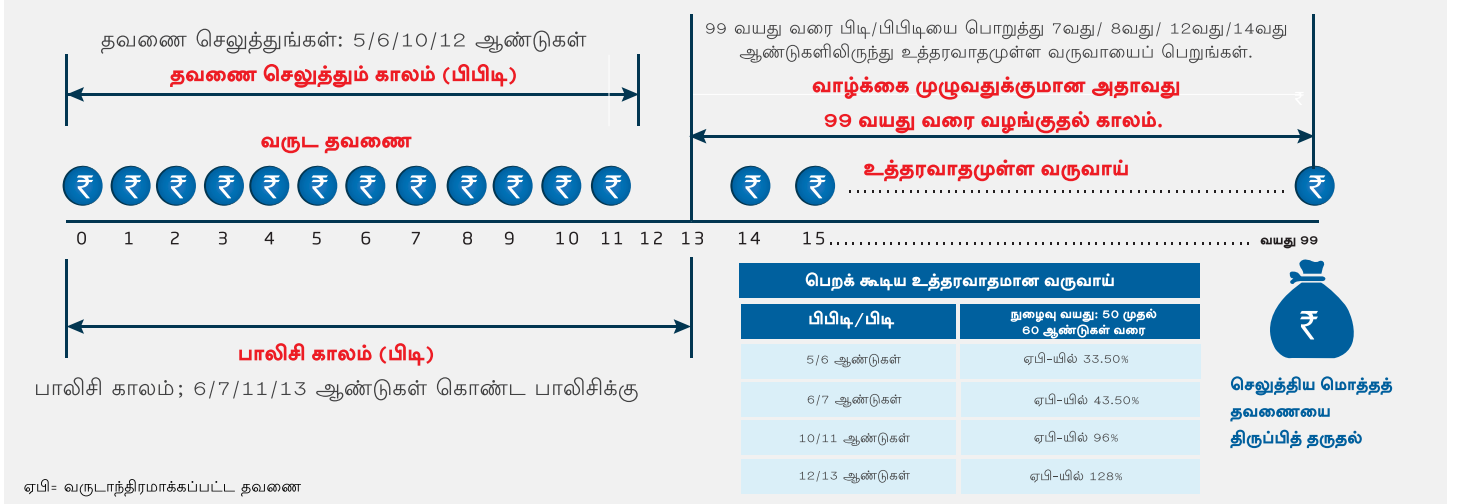 தவணை செலுத்துங்கள்: 5/6/10/12 ஆண்டுகள்
தவணை செலுத்தும் காலம் (பிபிடி)
வருட தவணை
99 வயது வரை பிடி/பிபிடியை பொறுத்து 7வது/ 8வது/ 12வது/14வது
ஆண்டுகளிலிருந்து உத்தரவாதமுள்ள வருவாயைப் பெறுங்கள்.
வாழ்க்கை முழுவதுக்குமான அதாவது
99 வயது வரை வழங்குதல் காலம்.
உத்தரவாதமுள்ள வருவாய்
₹ ₹ ₹ ₹ ₹ ₹ ₹ ₹ ₹ ₹ ₹ ₹ ₹ ₹ ........ ₹
0 1 2 3 4 5 6 7 8 9 10 11 12 13 14 15........ வயது 99
பாலிசி காலம் (பிடி)
பாலிசி காலம்; 6/7/11/13 ஆண்டுகள் கொண்ட பாலிசிக்கு
பெறக் கூடிய உத்தரவாதமான வருவாய்
பிபிடி/பிடி நுழைவு வயது: 50 முதல்
60 ஆண்டுகள் வரை
5/6 ஆண்டுகள் ஏபி-யில் 33.50%
6/7 ஆண்டுகள் ஏபி-யில் 43.50%
10/11 ஆண்டுகள் ஏபி-யில் 96%
12/13 ஆண்டுகள் ஏபி-யில் 128%
₹
செலுத்திய மொத்தத்
தவணையை
திருப்பித் தருதல்
ஏபி= வருடாந்திரமாக்கப்பட்ட தவணை